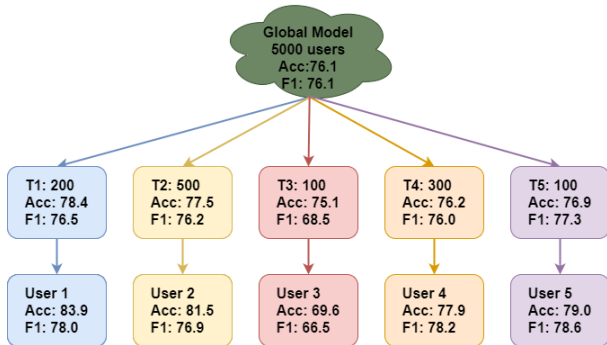 Global Model
5000 users
Acc:76.1
F1: 76.1
T1: 200
Acc: 78.4
F1: 76.5
T2: 500
Acc: 77.5
F1: 76.2
T3: 100
Acc: 75.1
F1: 68.5
T4: 300
Acc: 76.2
F1: 76.0
T5: 100
Acc: 76.9
F1: 77.3
User 1
Acc: 83.9
F1: 78.0
User 2
Acc: 81.5
F1: 76.9
User 3
Acc: 69.6
F1: 66.5
User 4
Acc: 77.9
F1: 78.2
User 5
Acc: 79.0
F1: 78.6